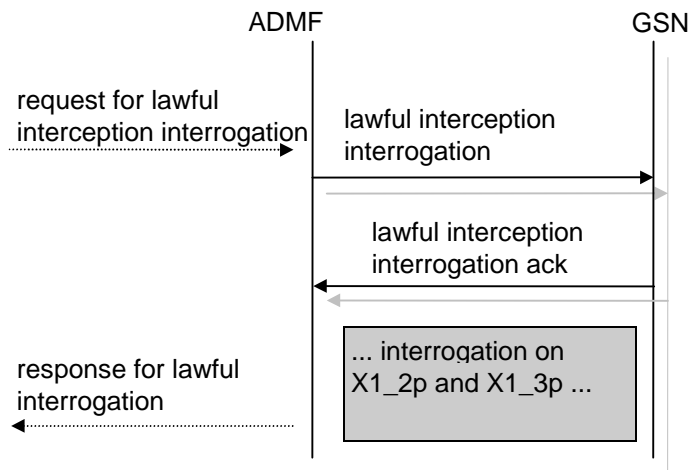 ADMF
GSN
request for lawful
interception interrogation
lawful interception
interrogation
lawful interception
interrogation ack
... interrogation on
X1_2p and X1_3p ...
response for lawful
interrogation